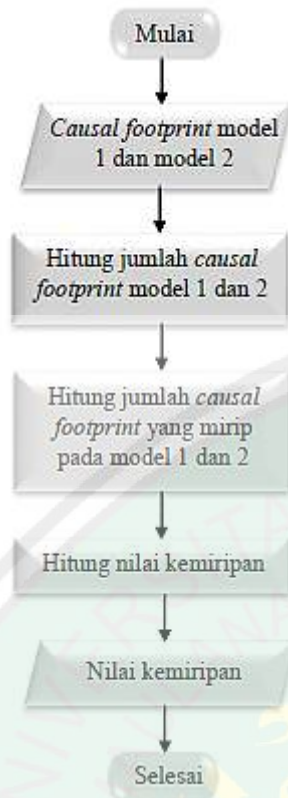 Mulai
Causal footprint model
1 dan model 2
Hitung jumlah causal
footprint model 1 dan 2
Hitung jumlah causal
footprint yang mirip
pada model 1 dan 2
Hitung nilai kemiripan
Nilai kemiripan
Selesai